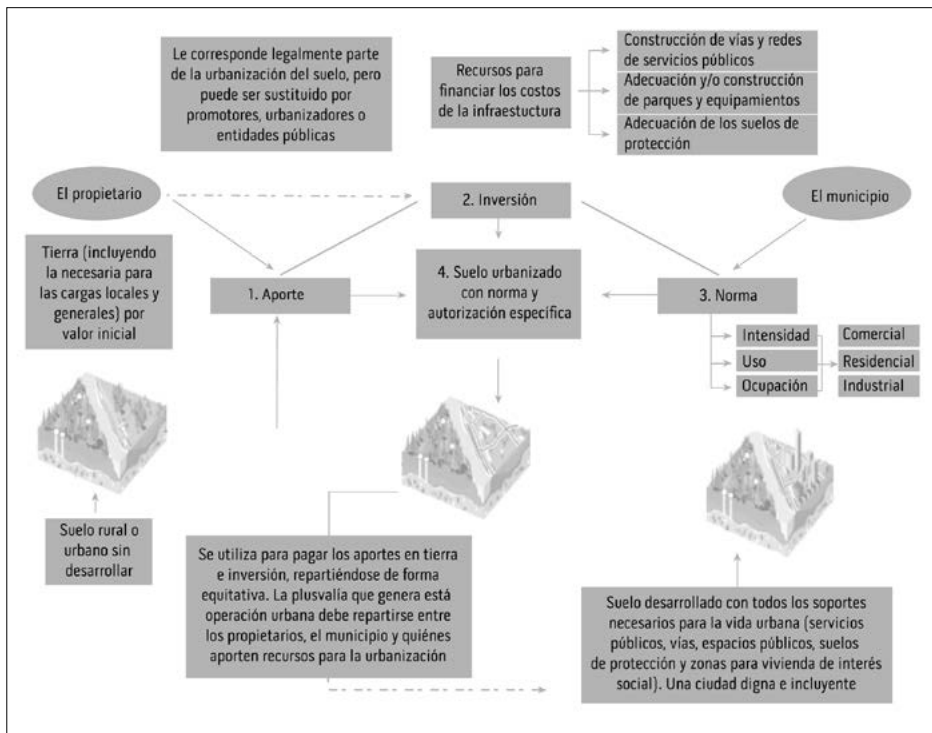 Le corresponde legalmente parte
de la urbanización del suelo, pero
puede ser sustituido por
promotores, urbanizadores o
entidades públicas
Recursos para
financiar los costos
de la infraestuctura
Construcción de vías y redes
de servicios públicos
Adecuación y/o construcción
de parques y equipamientos
Adecuación de los suelos de
protección
El propietario
2. Inversión
El municipio
Tierra (incluyendo
la necesaria para
las cargas locales y
generales) por
valor inicial
1. Aporte
4. Suelo urbanizado
con norma y
autorización específica
3. Norma
Intensidad
Uso
Ocupación
Comercial
Residencial
Industrial
Suelo rural o
urbano sin
desarrollar
Se utiliza para pagar los aportes en tierra
e inversión, repartiéndose de forma
equitativa. La plusvalía que genera está
operación urbana debe repartirse entre
los propietarios, el municipio y quiénes
aporten recursos para la urbanización
Suelo desarrollado con todos los soportes
necesarios para la vida urbana (servicios
públicos, vías, espacios públicos, suelos
de protección y zonas para vivienda de interés
social). Una ciudad digna e incluyente